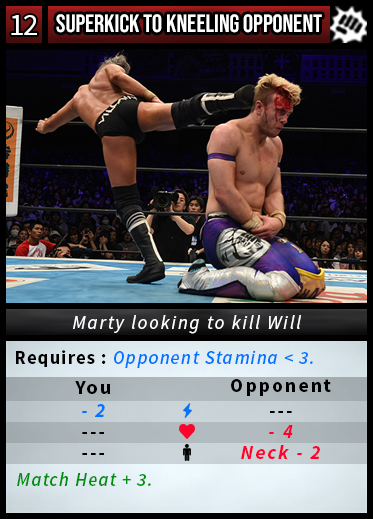 12 SUPERKICK TO KNEELING OPPONENT
Marty looking to kill Will
Requires : Opponent Stamina < 3.
You Opponent
- 2 ---
--- - 4
--- Neck - 2
Match Heat + 3.